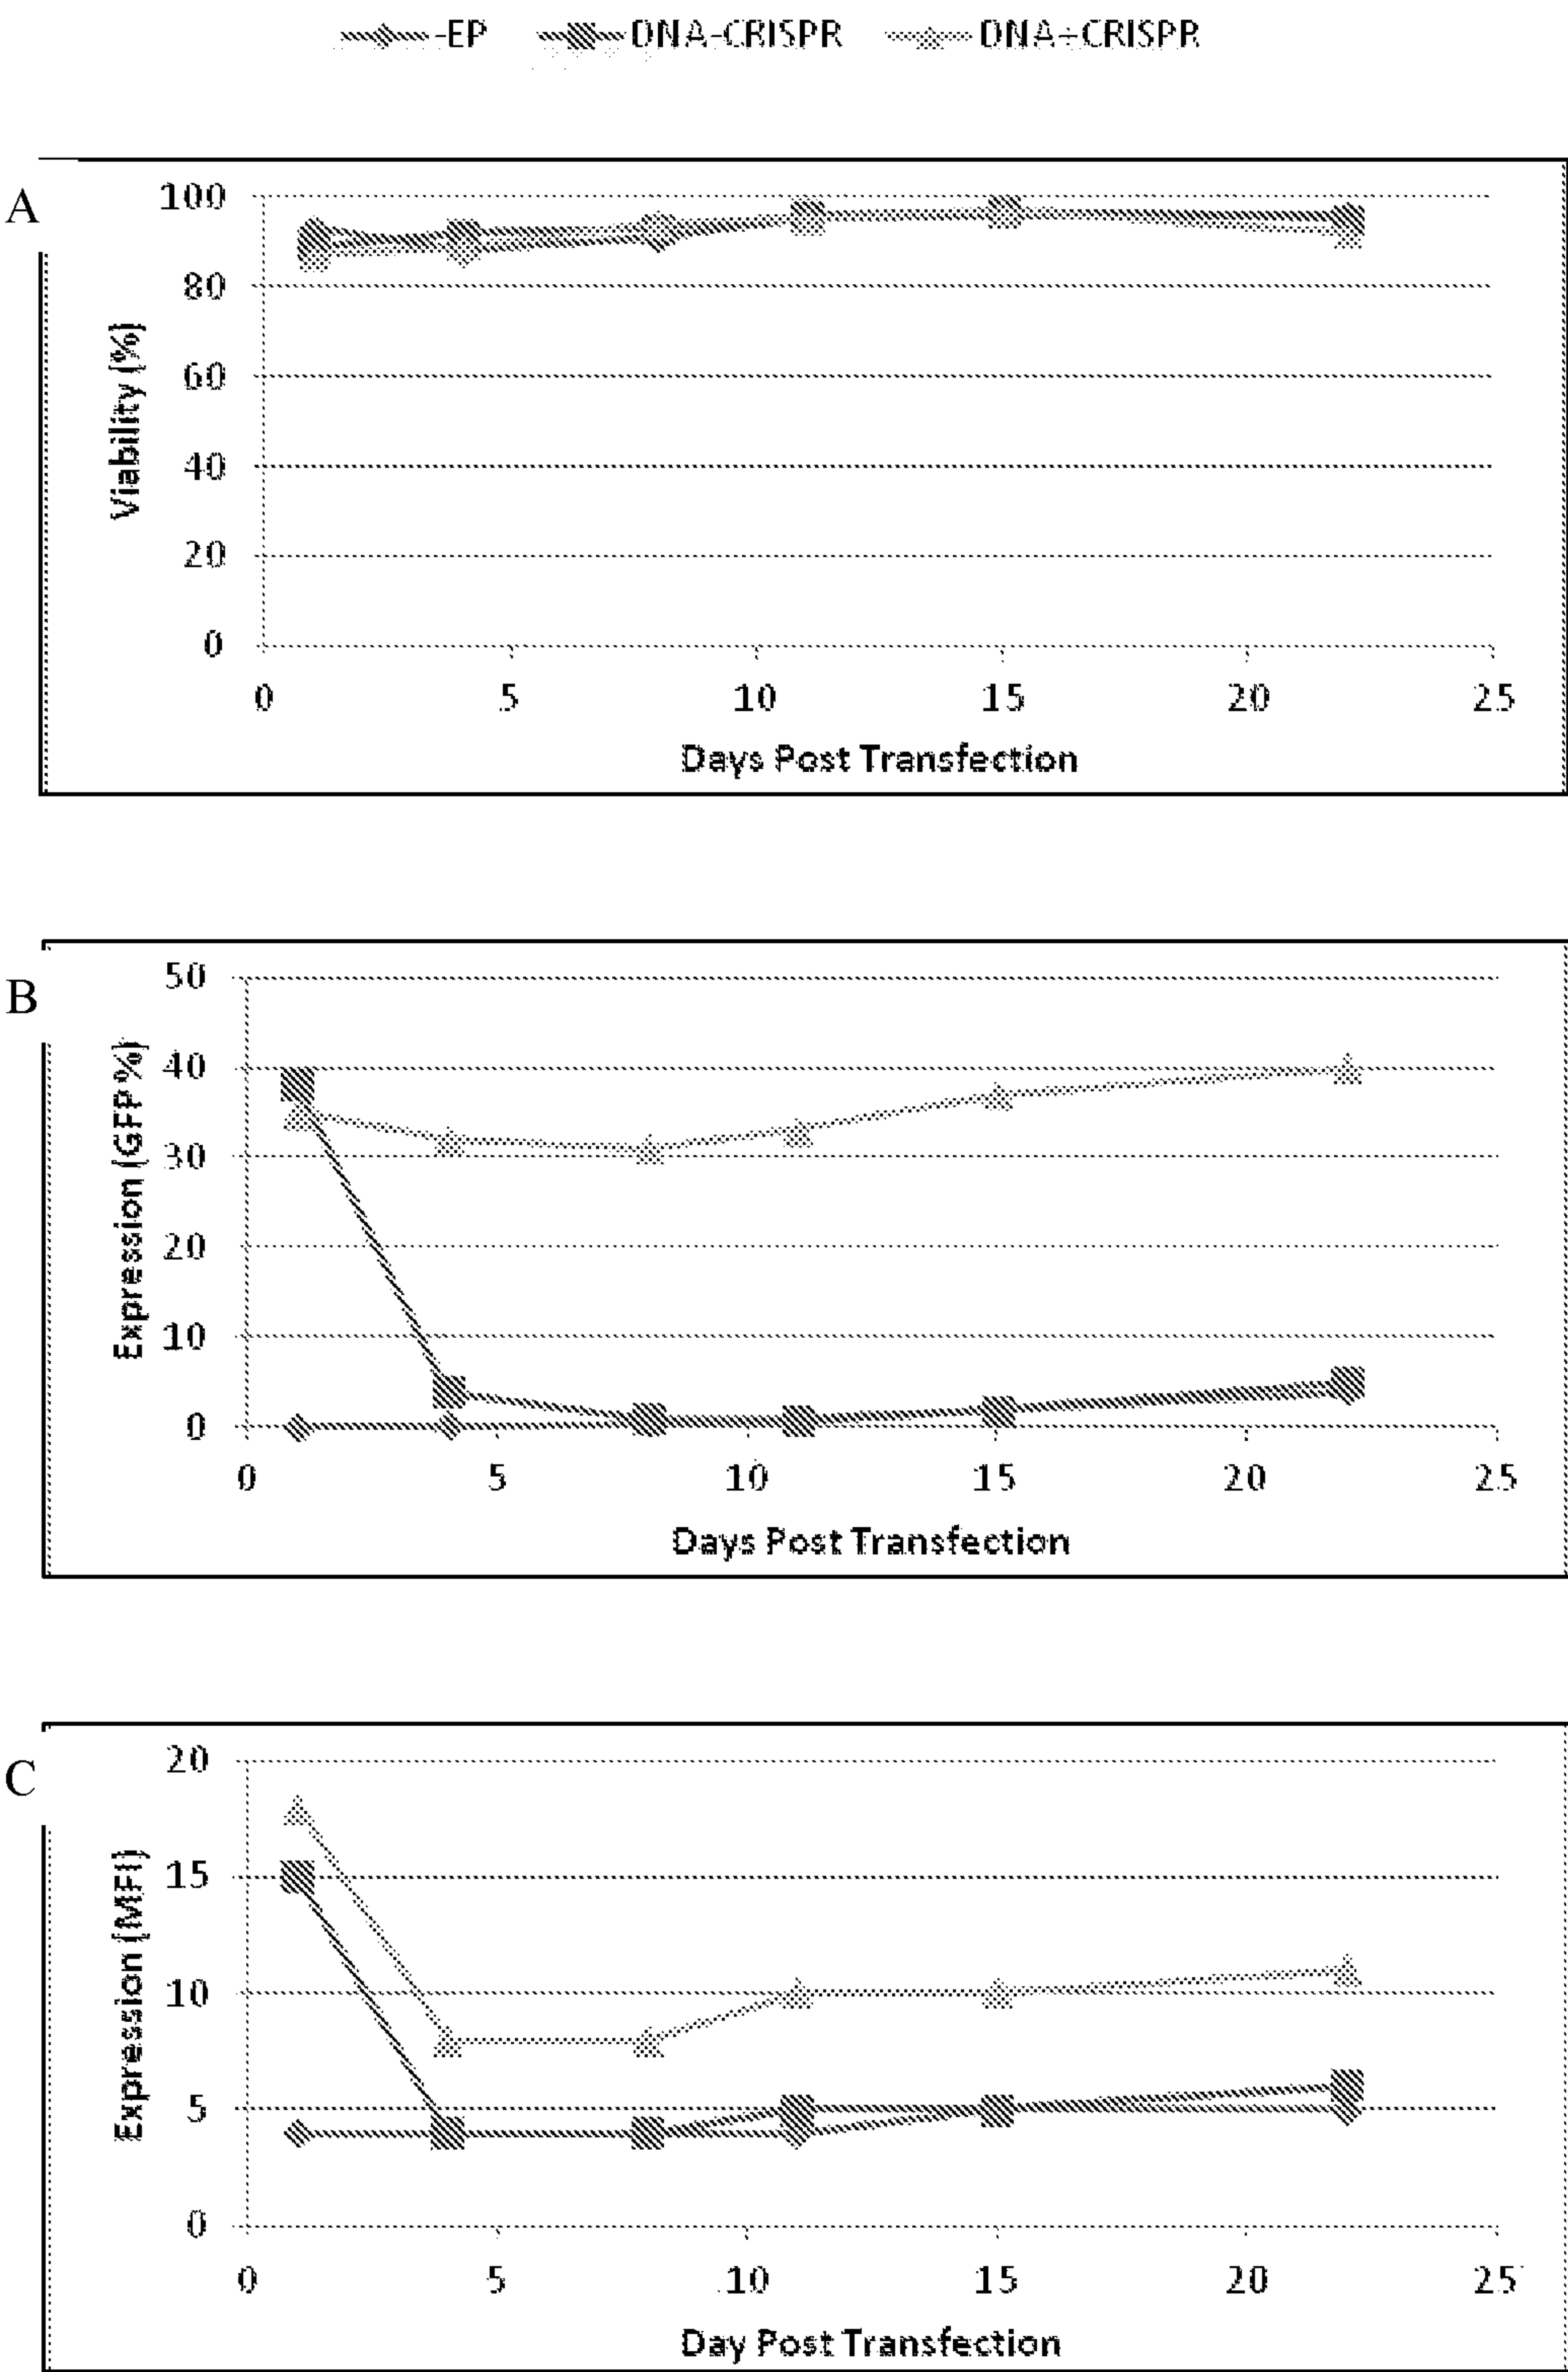 -EP DNA-CRISPR DNA+CRISPR
A
100
80
60
40
20
0
Viability (%)
0 5 10 15 20 25
Days Post Transfection
B
50
40
30
20
10
0
Expression (GFP %)
0 5 10 15 20 25
Days Post Transfection
C
20
15
10
5
0
Expression (MFI)
0 5 10 15 20 25
Day Post Transfection